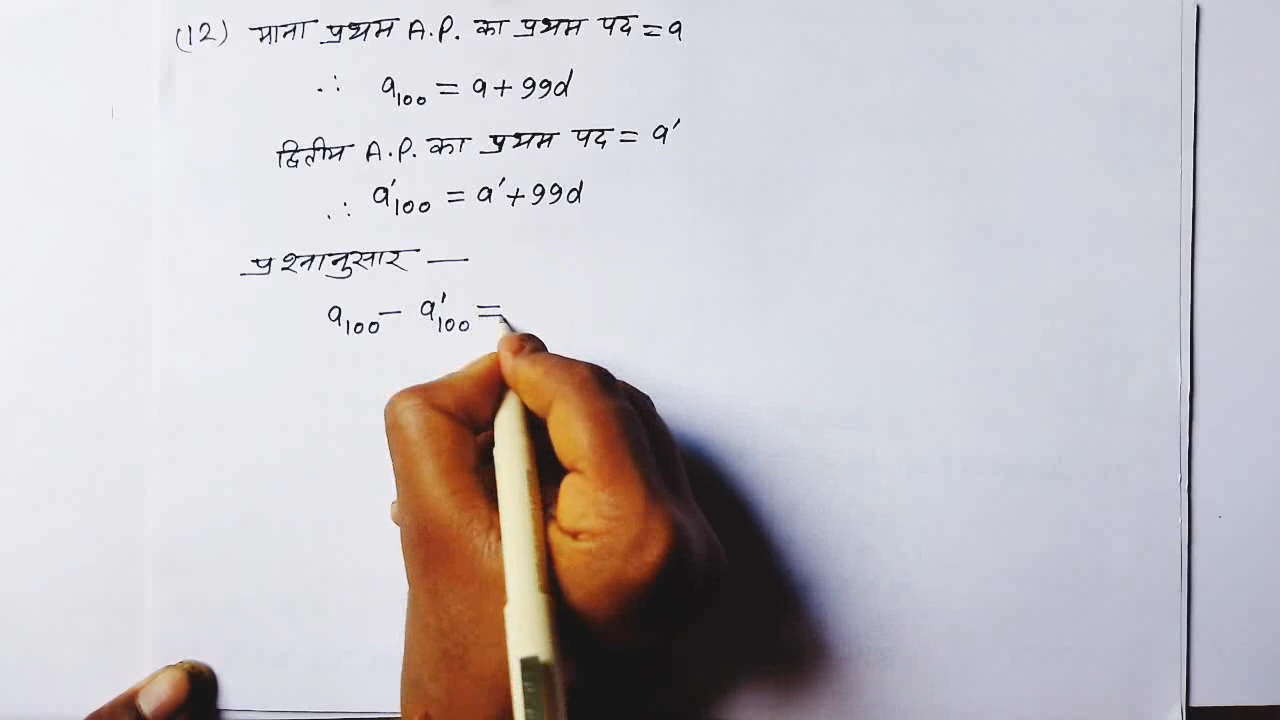 (12) माना प्रथम A.P. का प्रथम पद = a
∴ a₁₀₀ = a + 99d
द्वितीय A.P. का प्रथम पद = a'
∴ a'₁₀₀ = a' + 99d
प्रश्नानुसार —
a₁₀₀ - a'₁₀₀ =